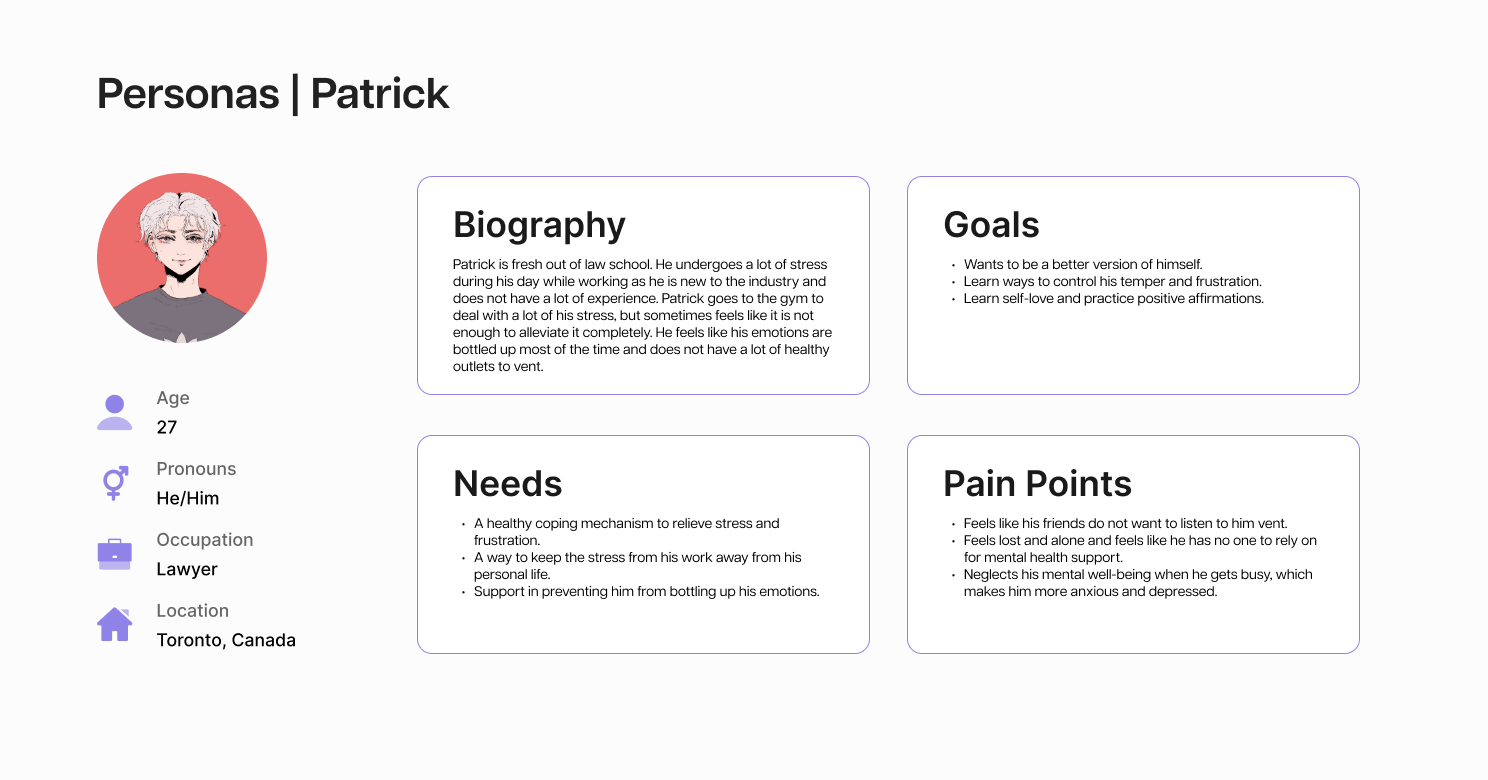 Personas | Patrick
Age
27
Pronouns
He/Him
Occupation
Lawyer
Location
Toronto, Canada
Biography
Patrick is fresh out of law school. He undergoes a lot of stress
during his day while working as he is new to the industry and
does not have a lot of experience. Patrick goes to the gym to
deal with a lot of his stress, but sometimes feels like it is not
enough to alleviate it completely. He feels like his emotions are
bottled up most of the time and does not have a lot of healthy
outlets to vent.
Goals
· Wants to be a better version of himself.
· Learn ways to control his temper and frustration.
· Learn self-love and practice positive affirmations.
Needs
· A healthy coping mechanism to relieve stress and
frustration.
· A way to keep the stress from his work away from his
personal life.
· Support in preventing him from bottling up his emotions.
Pain Points
· Feels like his friends do not want to listen to him vent.
· Feels lost and alone and feels like he has no one to rely on
for mental health support.
· Neglects his mental well-being when he gets busy, which
makes him more anxious and depressed.